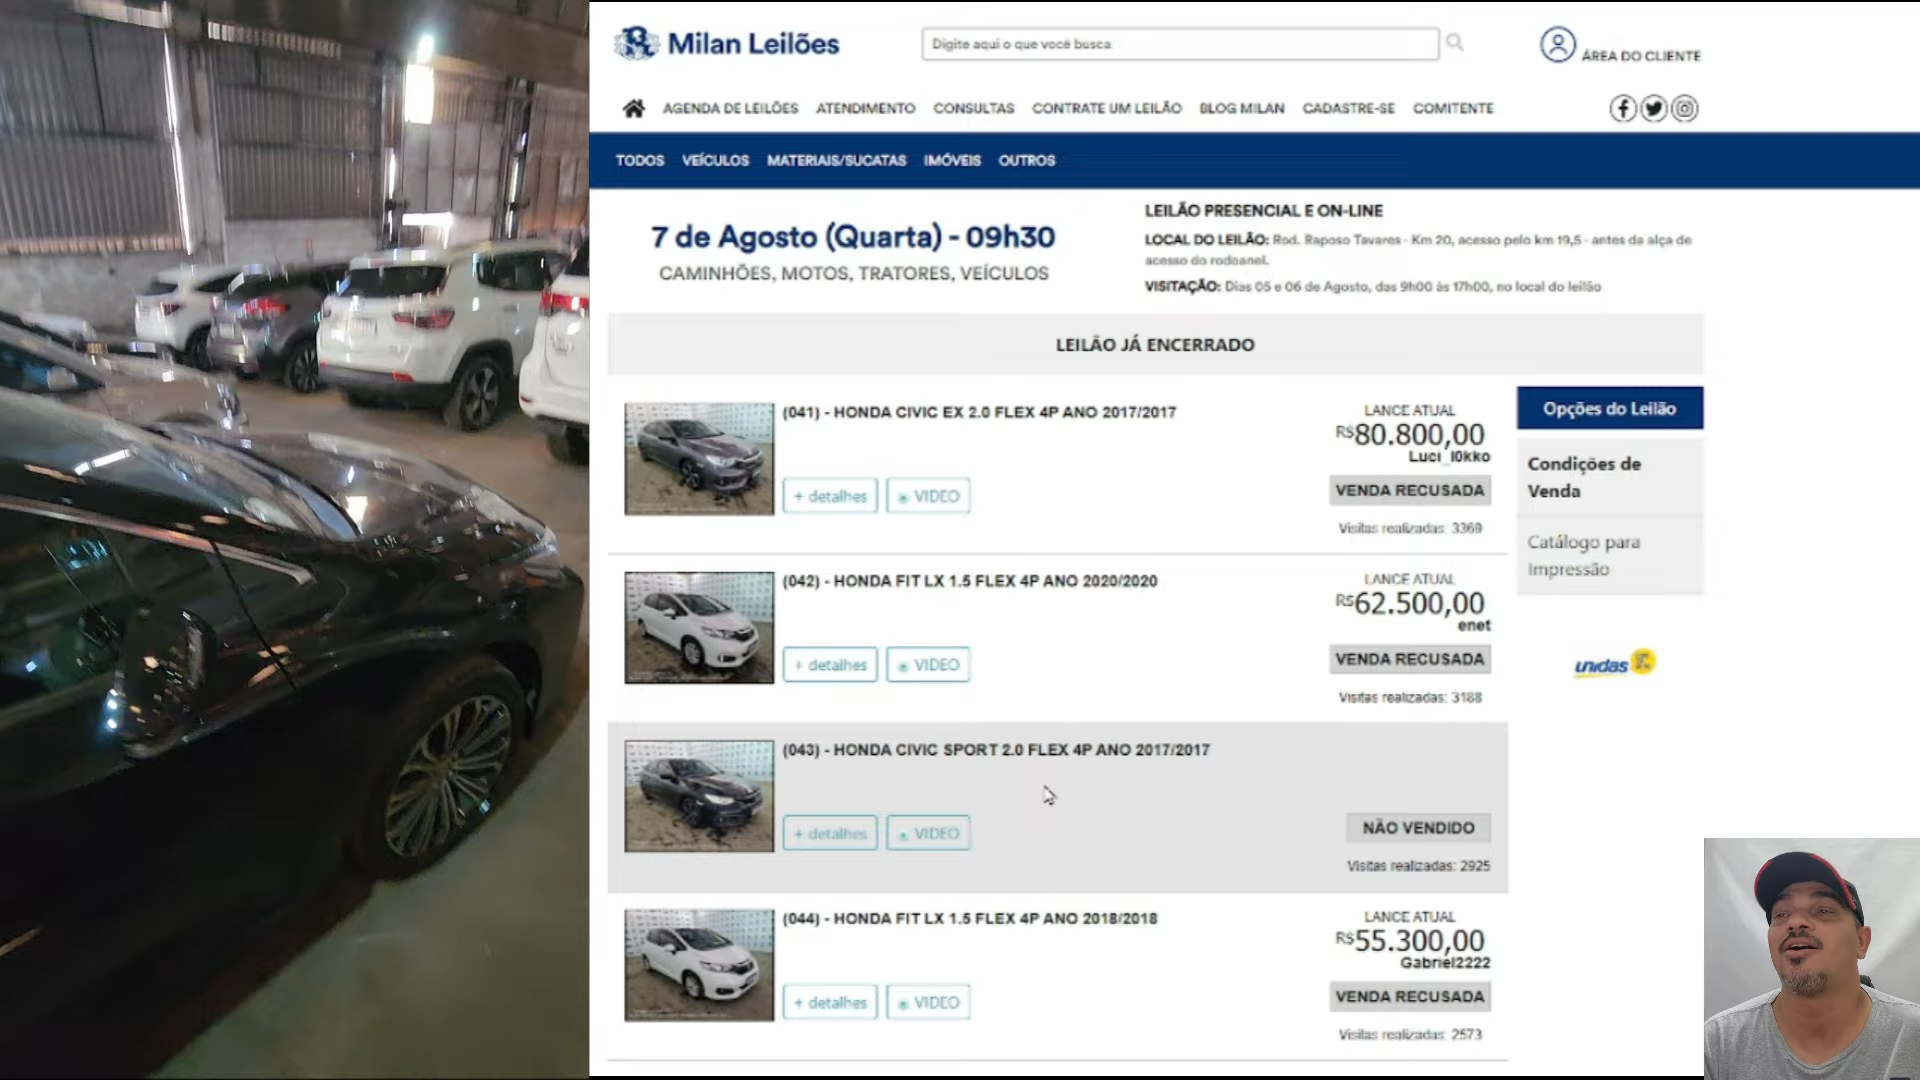 Milan Leilões
Digite aqui o que você busca
ÁREA DO CLIENTE
AGENDA DE LEILÕES ATENDIMENTO CONSULTAS CONTRATE UM LEILÃO BLOG MILAN CADASTRE-SE COMITENTE
TODOS VEÍCULOS MATERIAIS/SUCATAS IMÓVEIS OUTROS
7 de Agosto (Quarta) - 09h30
CAMINHÕES, MOTOS, TRATORES, VEÍCULOS
LEILÃO PRESENCIAL E ON-LINE
LOCAL DO LEILÃO: Rod. Raposo Tavares - Km 20, acesso pelo km 19,5 - antes da alça de
acesso do rodoanel.
VISITAÇÃO: Dias 05 e 06 de Agosto, das 9h00 às 17h00, no local do leilão
LEILÃO JÁ ENCERRADO
(041) - HONDA CIVIC EX 2.0 FLEX 4P ANO 2017/2017
+ detalhes VIDEO
LANCE ATUAL
R$80.800,00
Luci_l0kko
VENDA RECUSADA
Visitas realizadas: 3369
(042) - HONDA FIT LX 1.5 FLEX 4P ANO 2020/2020
+ detalhes VIDEO
LANCE ATUAL
R$62.500,00
enet
VENDA RECUSADA
Visitas realizadas: 3188
(043) - HONDA CIVIC SPORT 2.0 FLEX 4P ANO 2017/2017
+ detalhes VIDEO
NÃO VENDIDO
Visitas realizadas: 2925
(044) - HONDA FIT LX 1.5 FLEX 4P ANO 2018/2018
+ detalhes VIDEO
LANCE ATUAL
R$55.300,00
Gabriel2222
VENDA RECUSADA
Visitas realizadas: 2573
Opções do Leilão
Condições de
Venda
Catálogo para
Impressão
unidas